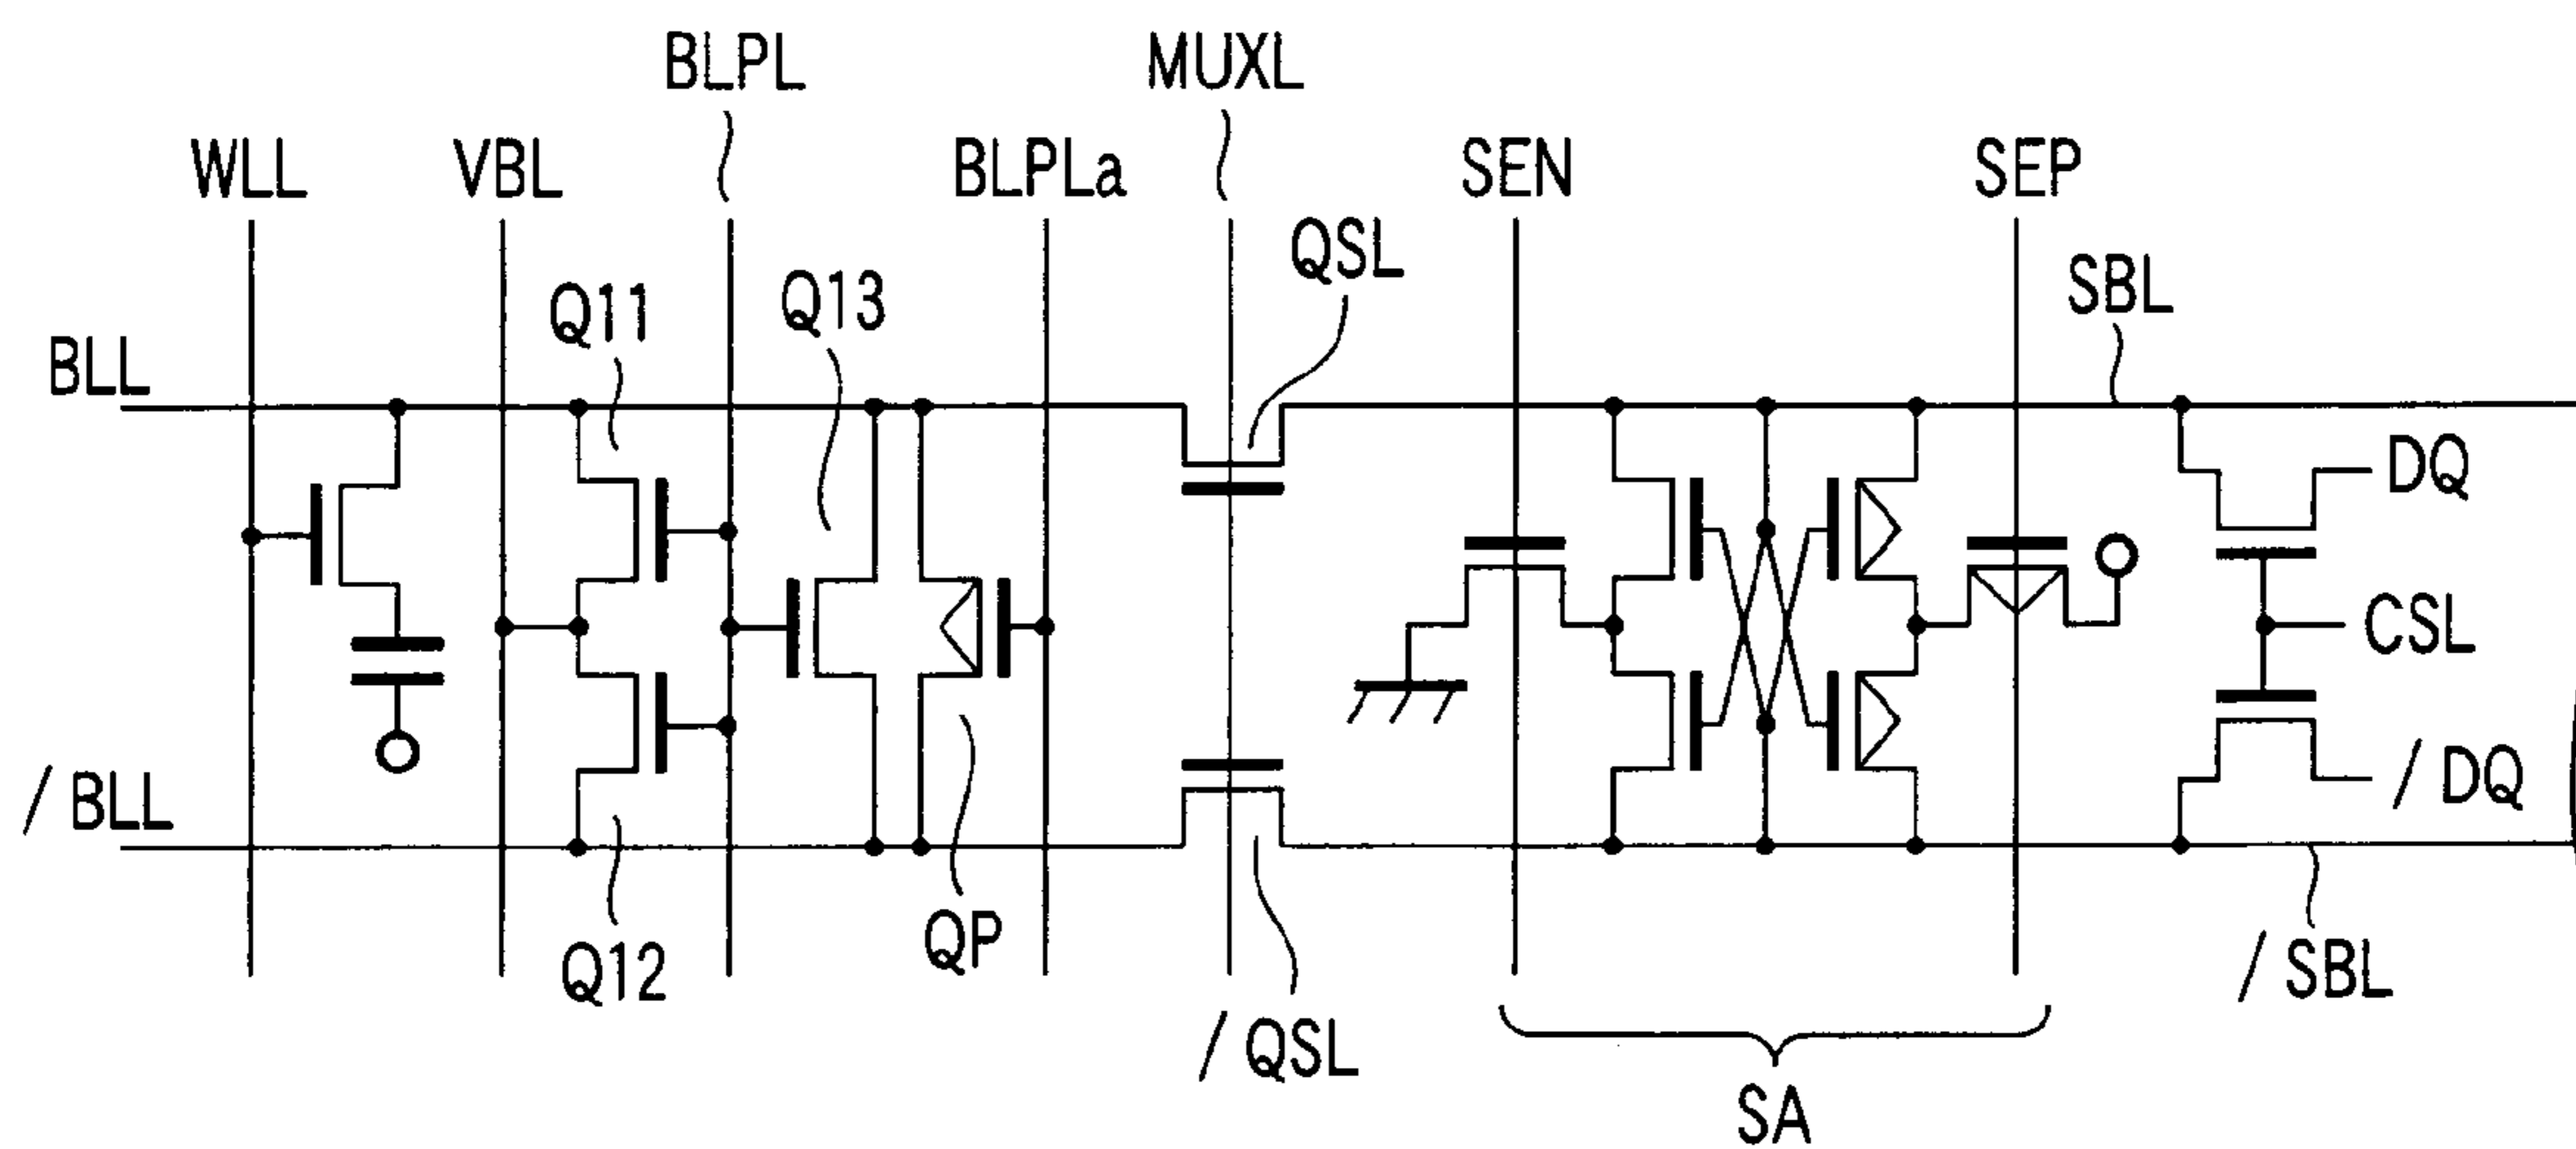 BLPL
MUXL
WLL
VBL
BLPLa
SEN
SEP
QSL
SBL
Q11
Q13
BLL
DQ
CSL
/ DQ
/ BLL
QP
Q12
/ SBL
/ QSL
SA